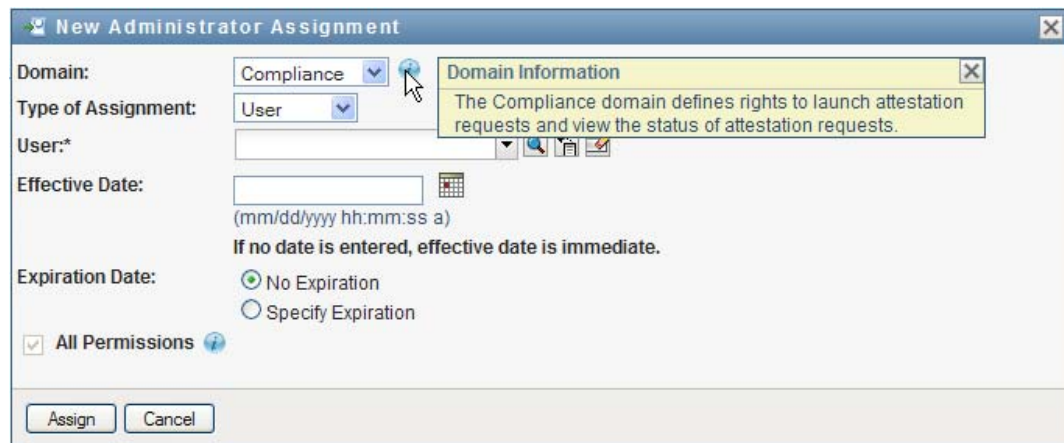 New Administrator Assignment
Domain:
Compliance
Domain Information
The Compliance domain defines rights to launch attestation
requests and view the status of attestation requests.
Type of Assignment:
User
User:*
Effective Date:
(mm/dd/yyyy hh:mm:ss a)
If no date is entered, effective date is immediate.
Expiration Date:
No Expiration
Specify Expiration
All Permissions
Assign
Cancel